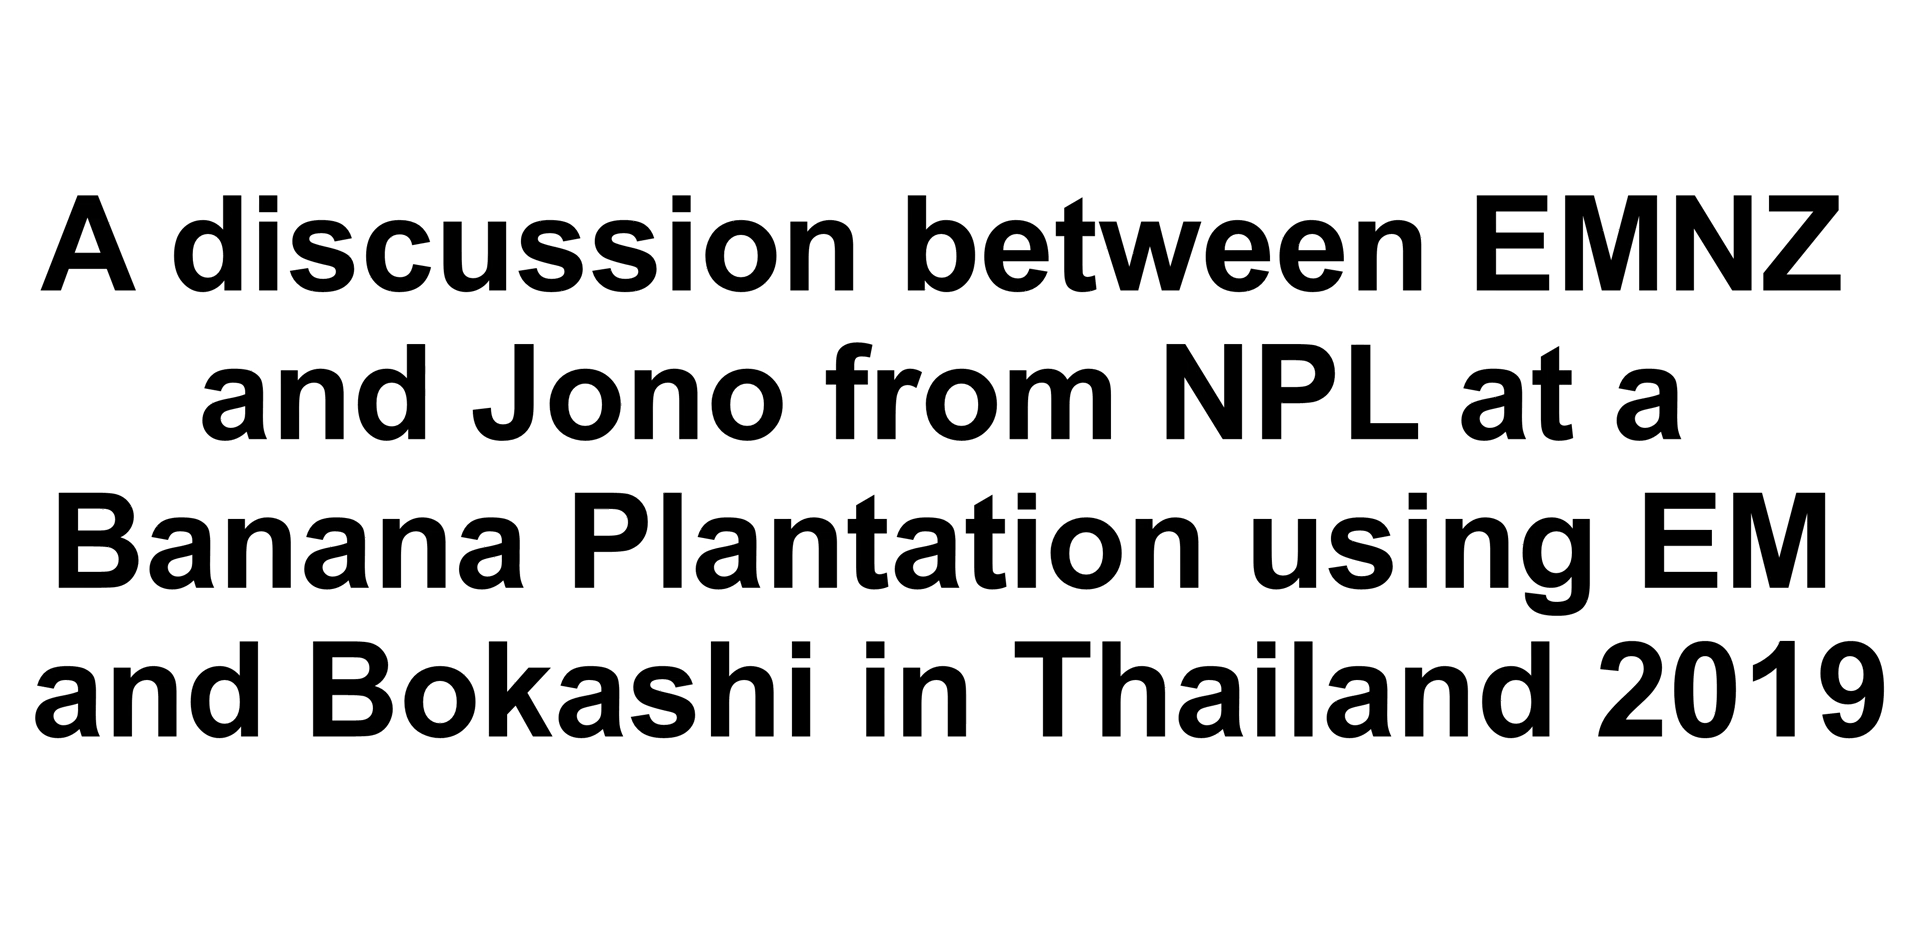 A discussion between EMNZ
and Jono from NPL at a
Banana Plantation using EM
and Bokashi in Thailand 2019